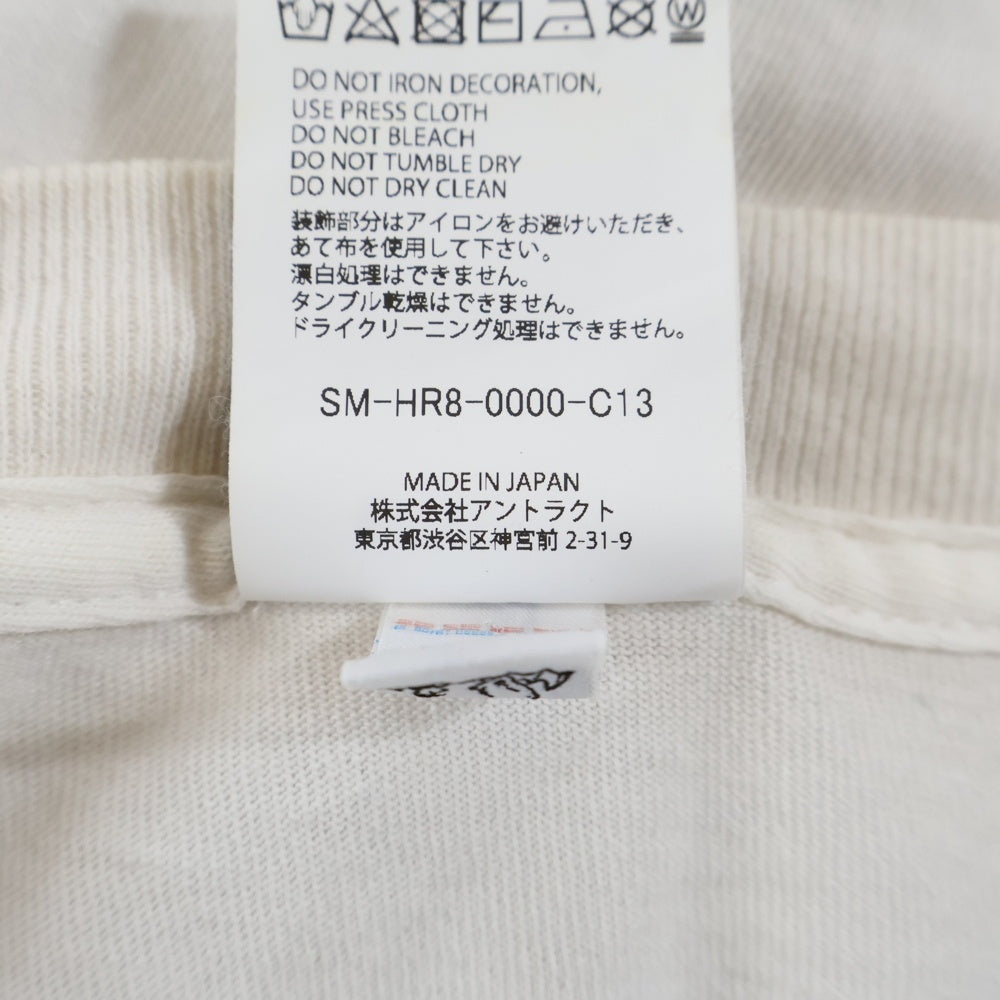 W
DO NOT IRON DECORATION,
USE PRESS CLOTH
DO NOT BLEACH
DO NOT TUMBLE DRY
DO NOT DRY CLEAN
装飾部分はアイロンをお避けいただき、
あて布を使用して下さい。
漂白処理はできません。
タンブル乾燥はできません。
ドライクリーニング処理はできません。
SM-HR8-0000-C13
MADE IN JAPAN
株式会社アントラクト
東京都渋谷区神宮前 2-31-9